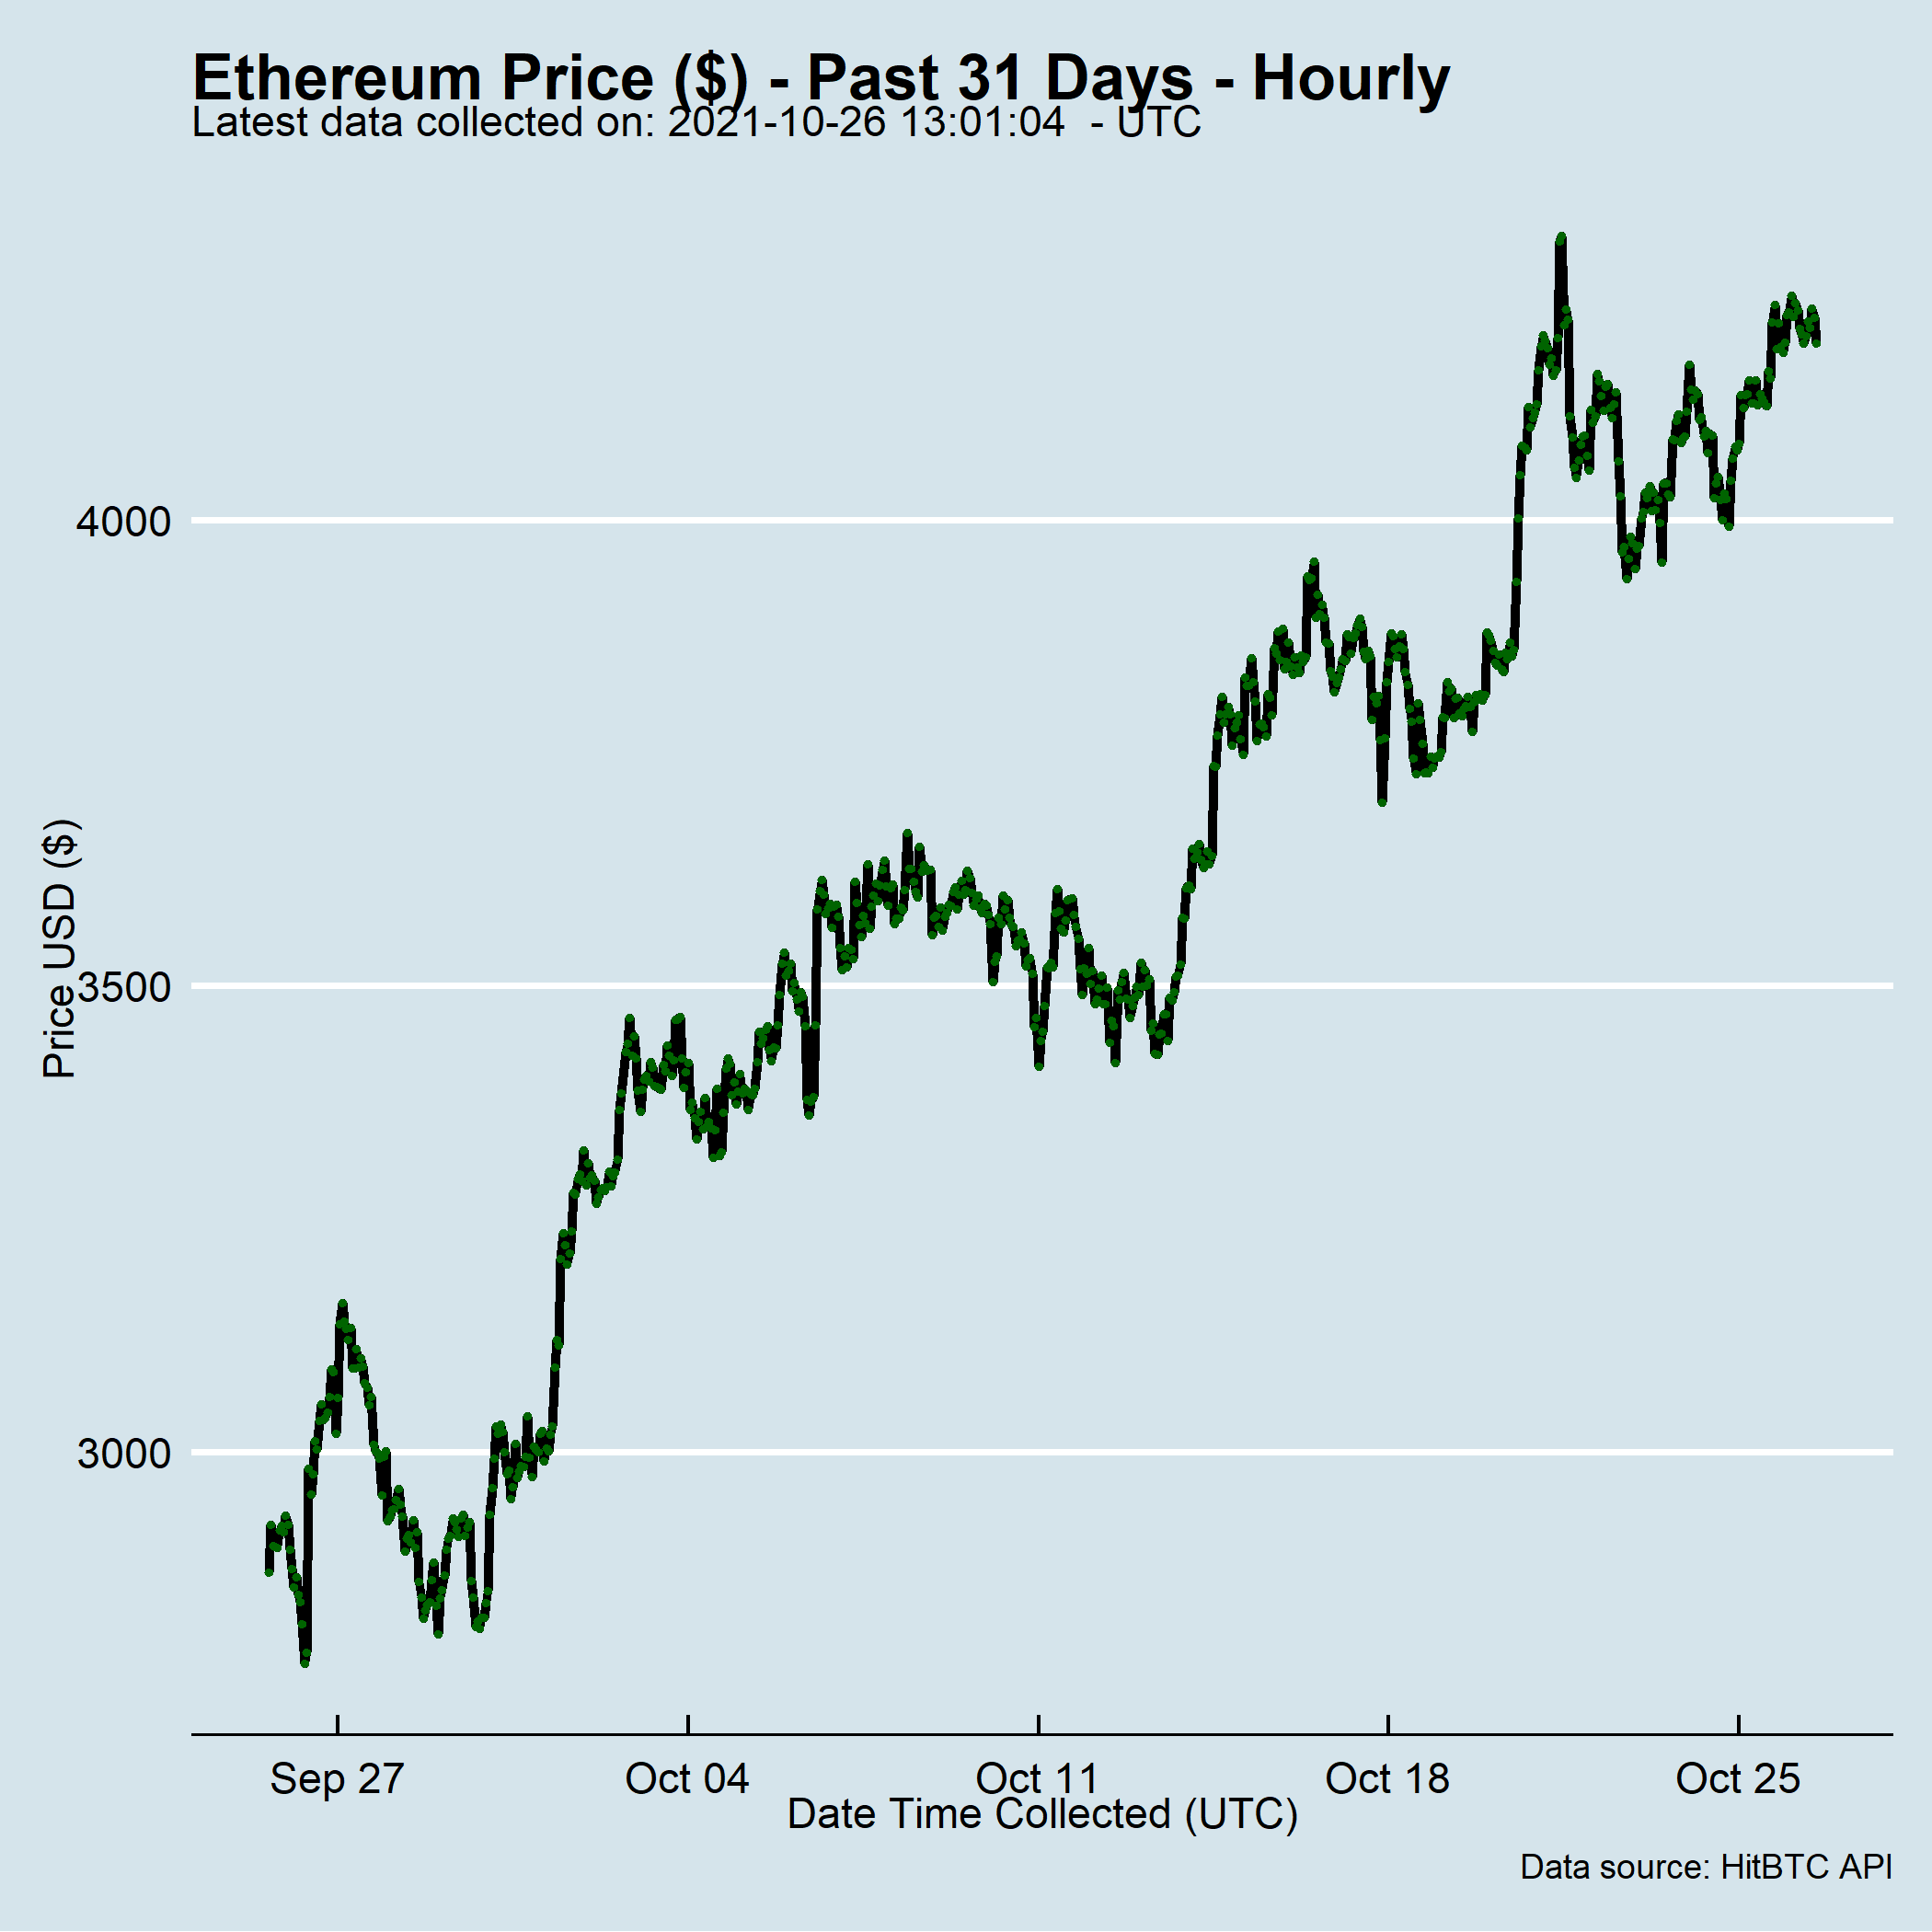 Ethereum Price ($) - Past 31 Days - Hourly
Latest data collected on: 2021-10-26 13:01:04  - UTC
4000
3500
3000
Price USD ($)
Sep 27 Oct 04 Oct 11 Oct 18 Oct 25
Date Time Collected (UTC)
Data source: HitBTC API